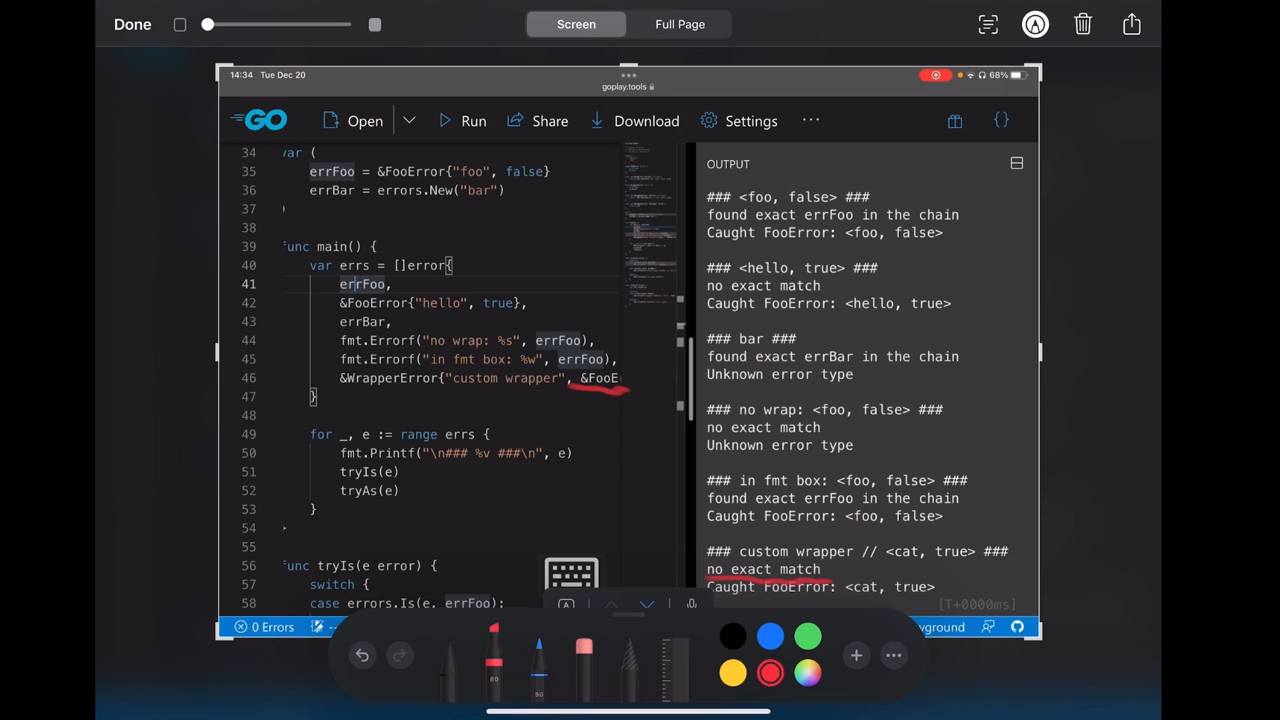 Done
Screen
Full Page
14:34 Tue Dec 20
goplay.tools
68%
GO
Open
Run
Share
Download
Settings
34 var (
35 errFoo = &FooError{"foo", false}
36 errBar = errors.New("bar")
37 )
38
39 func main() {
40 var errs = []error{
41 errFoo,
42 &FooError{"hello", true},
43 errBar,
44 fmt.Errorf("no wrap: %s", errFoo),
45 fmt.Errorf("in fmt box: %w", errFoo),
46 &WrapperError{"custom wrapper", &FooE
47 }
48
49 for _, e := range errs {
50 fmt.Printf("\n### %v ###\n", e)
51 tryIs(e)
52 tryAs(e)
53 }
54 }
55
56 func tryIs(e error) {
57 switch {
58 case errors.Is(e, errFoo):
OUTPUT
### <foo, false> ###
found exact errFoo in the chain
Caught FooError: <foo, false>
### <hello, true> ###
no exact match
Caught FooError: <hello, true>
### bar ###
found exact errBar in the chain
Unknown error type
### no wrap: <foo, false> ###
no exact match
Unknown error type
### in fmt box: <foo, false> ###
found exact errFoo in the chain
Caught FooError: <foo, false>
### custom wrapper // <cat, true> ###
no exact match
Caught FooError: <cat, true>
[T+0000ms]
0 Errors
yground
A
80
50